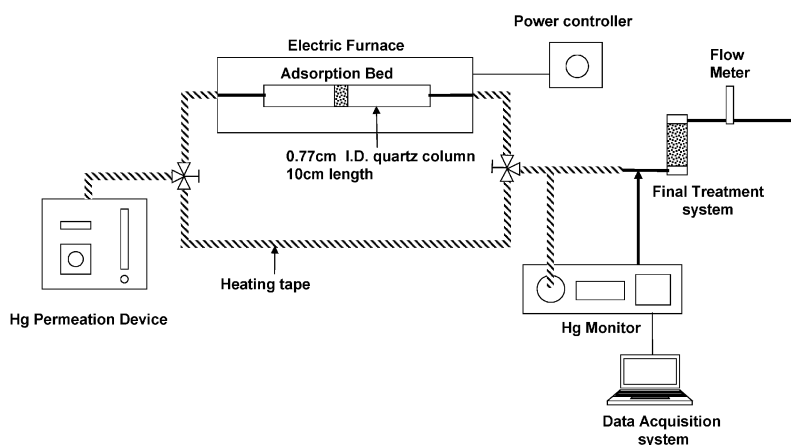 Power controller
Electric Furnace
Adsorption Bed
Flow
Meter
0.77cm I.D. quartz column
10cm length
Final Treatment
system
Heating tape
Hg Permeation Device
Hg Monitor
Data Acquisition
system